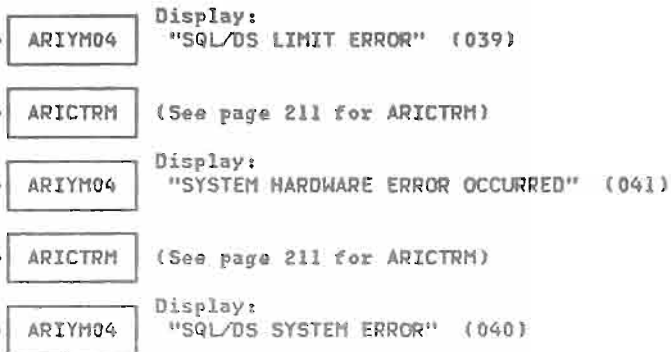 Display:
ARIYM04 "SQL/DS LIMIT ERROR" (039)
ARICTRM (See page 211 for ARICTRM)
Display:
ARIYM04 "SYSTEM HARDWARE ERROR OCCURRED" (041)
ARICTRM (See page 211 for ARICTRM)
Display:
ARIYM04 "SQL/DS SYSTEM ERROR" (040)